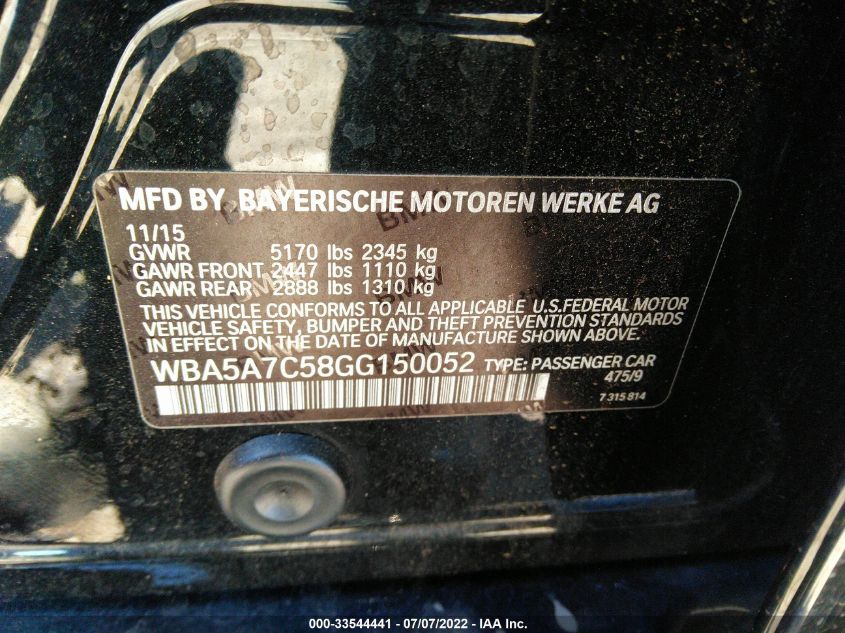 MFD BY BAYERISCHE MOTOREN WERKE AG
11/15
GVWR 5170 lbs 2345 kg
GAWR FRONT 2447 lbs 1110 kg
GAWR REAR 2888 lbs 1310 kg
THIS VEHICLE CONFORMS TO ALL APPLICABLE U.S.FEDERAL MOTOR
VEHICLE SAFETY, BUMPER AND THEFT PREVENTION STANDARDS
IN EFFECT ON THE DATE OF MANUFACTURE SHOWN ABOVE.
WBA5A7C58GG150052 TYPE: PASSENGER CAR
475/9
7 315 814
000-33544441 - 07/07/2022 - IAA Inc.